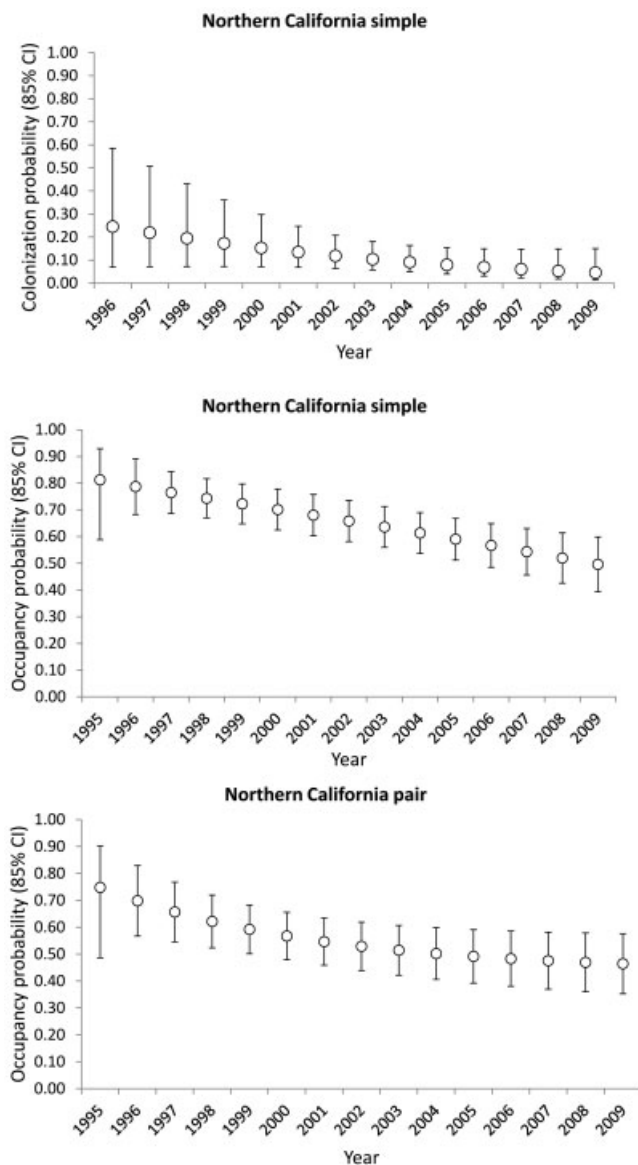 Northern California simple
Colonization probability (85% CI)
1.00
0.90
0.80
0.70
0.60
0.50
0.40
0.30
0.20
0.10
0.00
1996 1997 1998 1999 2000 2001 2002 2003 2004 2005 2006 2007 2008 2009
Year
Northern California simple
Occupancy probability (85% CI)
1.00
0.90
0.80
0.70
0.60
0.50
0.40
0.30
0.20
0.10
0.00
1995 1996 1997 1998 1999 2000 2001 2002 2003 2004 2005 2006 2007 2008 2009
Year
Northern California pair
Occupancy probability (85% CI)
1.00
0.90
0.80
0.70
0.60
0.50
0.40
0.30
0.20
0.10
0.00
1995 1996 1997 1998 1999 2000 2001 2002 2003 2004 2005 2006 2007 2008 2009
Year